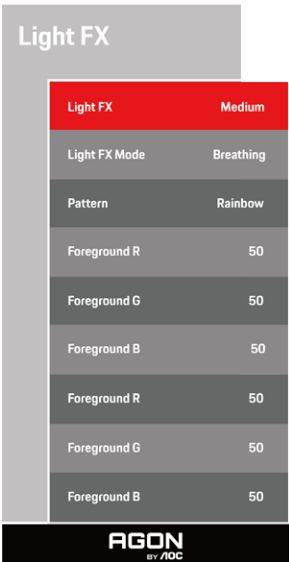 Light FX
Light FX Medium
Light FX Mode Breathing
Pattern Rainbow
Foreground R 50
Foreground G 50
Foreground B 50
Foreground R 50
Foreground G 50
Foreground B 50
AGON
BY AOC